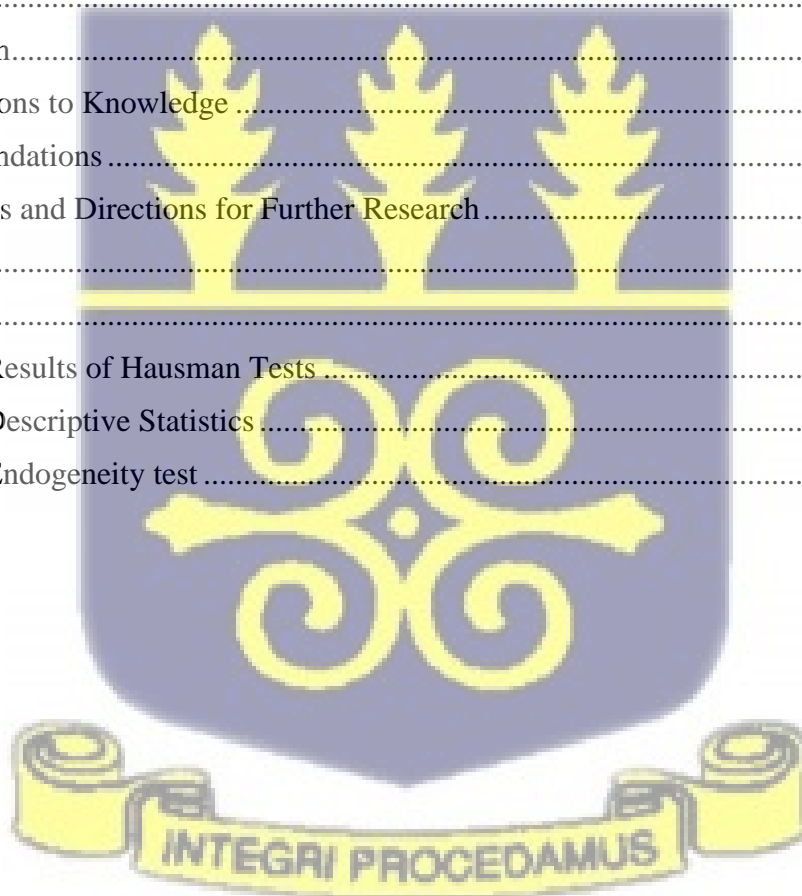 ........................................................................................................
n........................................................................................................
ons to Knowledge ........................................................................
ndations ........................................................................................
s and Directions for Further Research ........................................
........................................................................................................
........................................................................................................
Results of Hausman Tests ............................................................
Descriptive Statistics ....................................................................
Endogeneity test ............................................................................
INTEGRI PROCEDAMUS